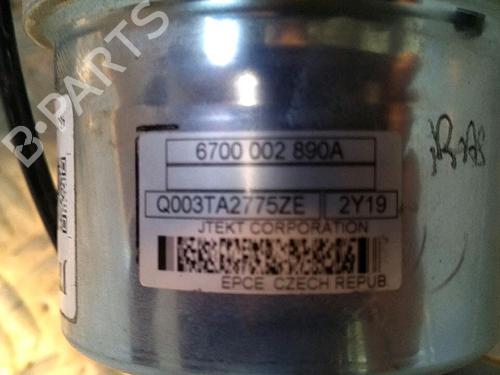 B-PARTS
6700 002 890A
Q003TA2775ZE 2Y19
JTEKT CORPORATION
EPCE CZECH REPUB